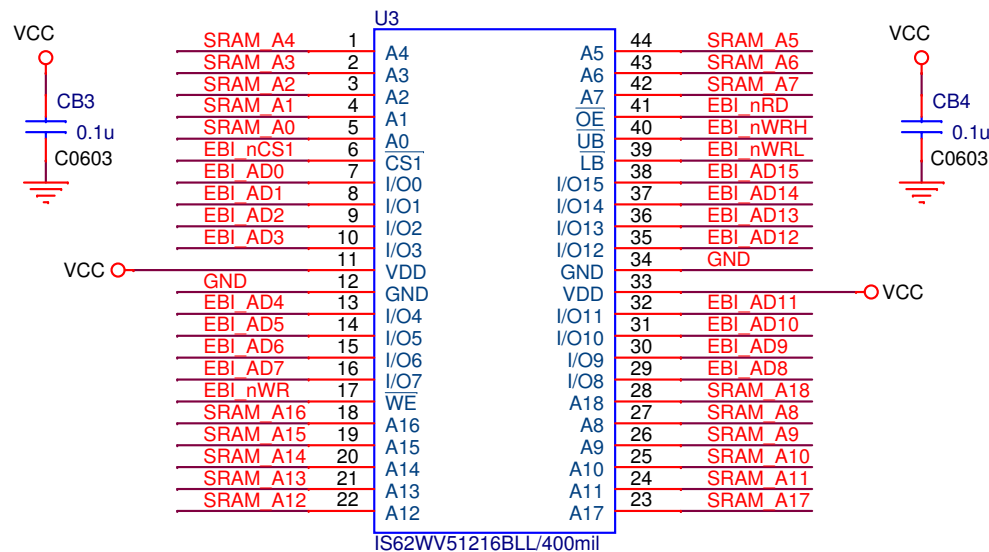 U3
VCC
CB3
0.1u
C0603
VCC
CB4
0.1u
C0603
SRAM_A4 1 A4 A5 44 SRAM_A5
SRAM_A3 2 A3 A6 43 SRAM_A6
SRAM_A2 3 A2 A7 42 SRAM_A7
SRAM_A1 4 A1 OE 41 EBI_nRD
SRAM_A0 5 A0 UB 40 EBI_nWRH
EBI_nCS1 6 CS1 LB 39 EBI_nWRL
EBI_AD0 7 I/O0 I/O15 38 EBI_AD15
EBI_AD1 8 I/O1 I/O14 37 EBI_AD14
EBI_AD2 9 I/O2 I/O13 36 EBI_AD13
EBI_AD3 10 I/O3 I/O12 35 EBI_AD12
VCC 11 VDD GND 34 GND
GND 12 GND VDD 33 VCC
EBI_AD4 13 I/O4 I/O11 32 EBI_AD11
EBI_AD5 14 I/O5 I/O10 31 EBI_AD10
EBI_AD6 15 I/O6 I/O9 30 EBI_AD9
EBI_AD7 16 I/O7 I/O8 29 EBI_AD8
EBI_nWR 17 WE A18 28 SRAM_A18
SRAM_A16 18 A16 A8 27 SRAM_A8
SRAM_A15 19 A15 A9 26 SRAM_A9
SRAM_A14 20 A14 A10 25 SRAM_A10
SRAM_A13 21 A13 A11 24 SRAM_A11
SRAM_A12 22 A12 A17 23 SRAM_A17
IS62WV51216BLL/400mil